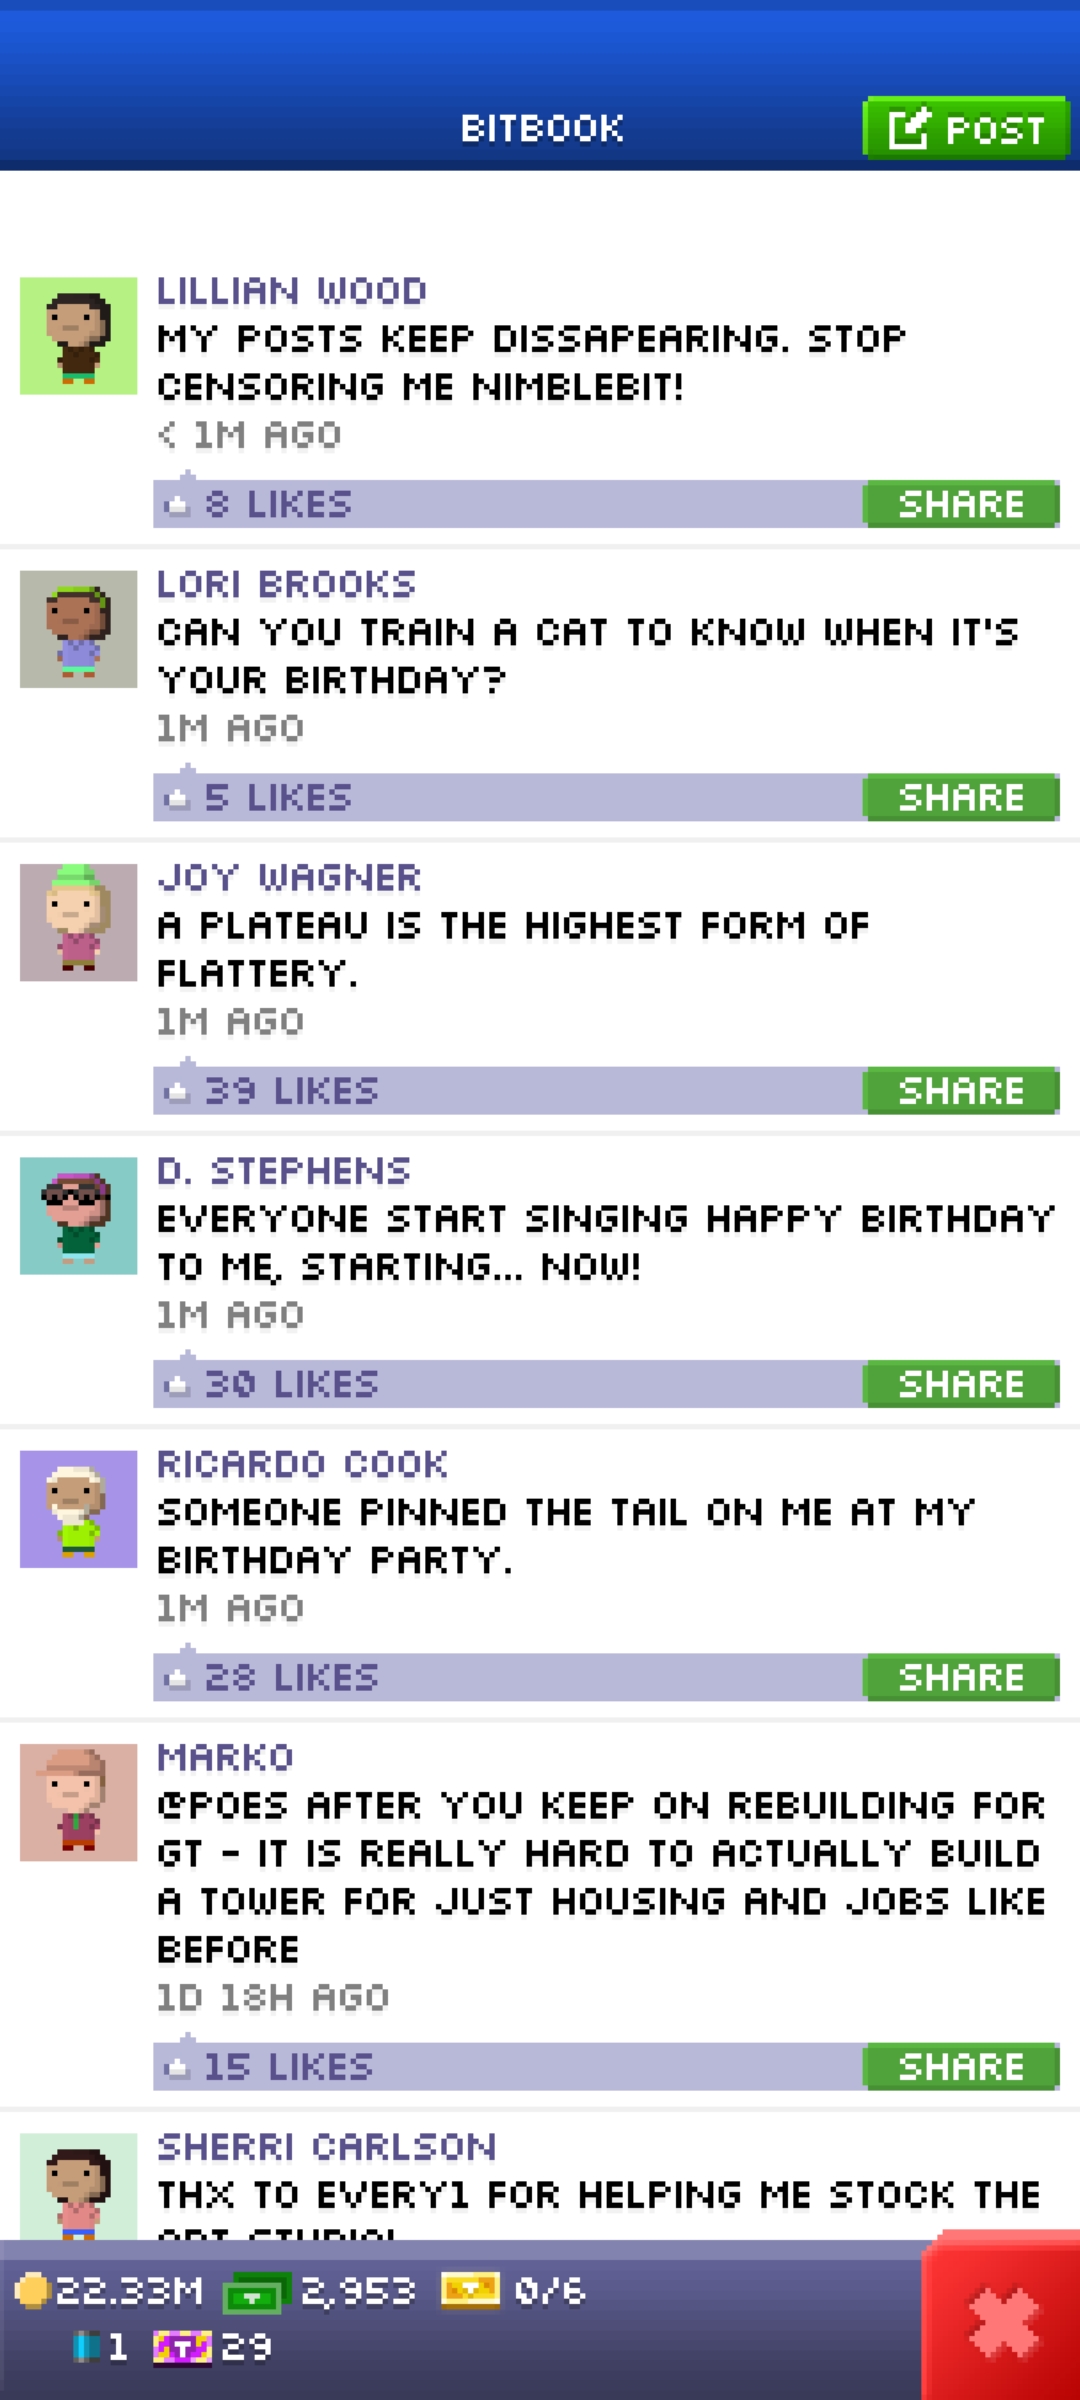 BITBOOK
POST
LILLIAN WOOD
MY POSTS KEEP DISSAPEARING. STOP
CENSORING ME NIMBLEBIT!
< 1M AGO
8 LIKES
SHARE
LORI BROOKS
CAN YOU TRAIN A CAT TO KNOW WHEN IT'S
YOUR BIRTHDAY?
1M AGO
5 LIKES
SHARE
JOY WAGNER
A PLATEAU IS THE HIGHEST FORM OF
FLATTERY.
1M AGO
39 LIKES
SHARE
D. STEPHENS
EVERYONE START SINGING HAPPY BIRTHDAY
TO ME, STARTING... NOW!
1M AGO
30 LIKES
SHARE
RICARDO COOK
SOMEONE PINNED THE TAIL ON ME AT MY
BIRTHDAY PARTY.
1M AGO
28 LIKES
SHARE
MARKO
@POES AFTER YOU KEEP ON REBUILDING FOR
GT - IT IS REALLY HARD TO ACTUALLY BUILD
A TOWER FOR JUST HOUSING AND JOBS LIKE
BEFORE
1D 18H AGO
15 LIKES
SHARE
SHERRI CARLSON
THX TO EVERY1 FOR HELPING ME STOCK THE
ART STUDIO!
22.33M 2,953 0/6
1 29